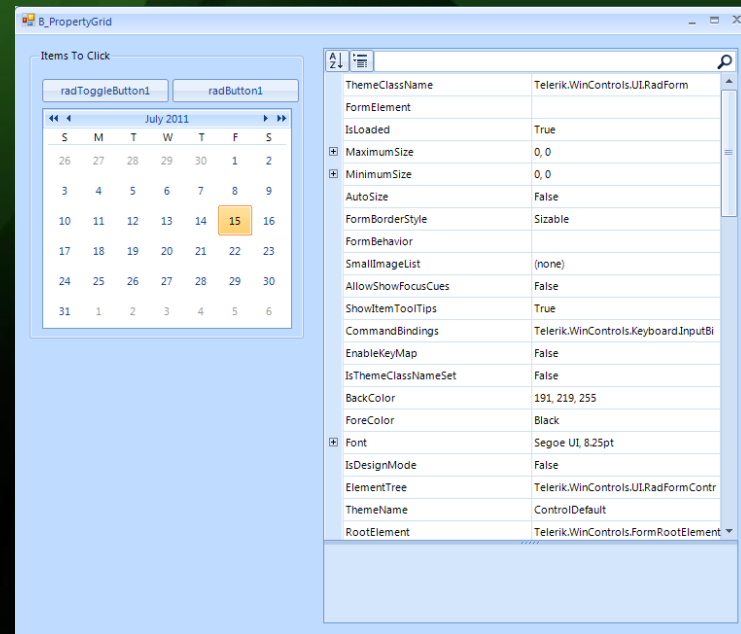 B_PropertyGrid
Items To Click
radToggleButton1 radButton1
July 2011
S M T W T F S
26 27 28 29 30 1 2
3 4 5 6 7 8 9
10 11 12 13 14 15 16
17 18 19 20 21 22 23
24 25 26 27 28 29 30
31 1 2 3 4 5 6
A Z
ThemeClassName Telerik.WinControls.UI.RadForm
FormElement
IsLoaded True
MaximumSize 0, 0
MinimumSize 0, 0
AutoSize False
FormBorderStyle Sizable
FormBehavior
SmallImageList (none)
AllowShowFocusCues False
ShowItemToolTips True
CommandBindings Telerik.WinControls.Keyboard.InputBi
EnableKeyMap False
IsThemeClassNameSet False
BackColor 191, 219, 255
ForeColor Black
Font Segoe UI, 8.25pt
IsDesignMode False
ElementTree Telerik.WinControls.UI.RadFormContr
ThemeName ControlDefault
RootElement Telerik.WinControls.FormRootElement